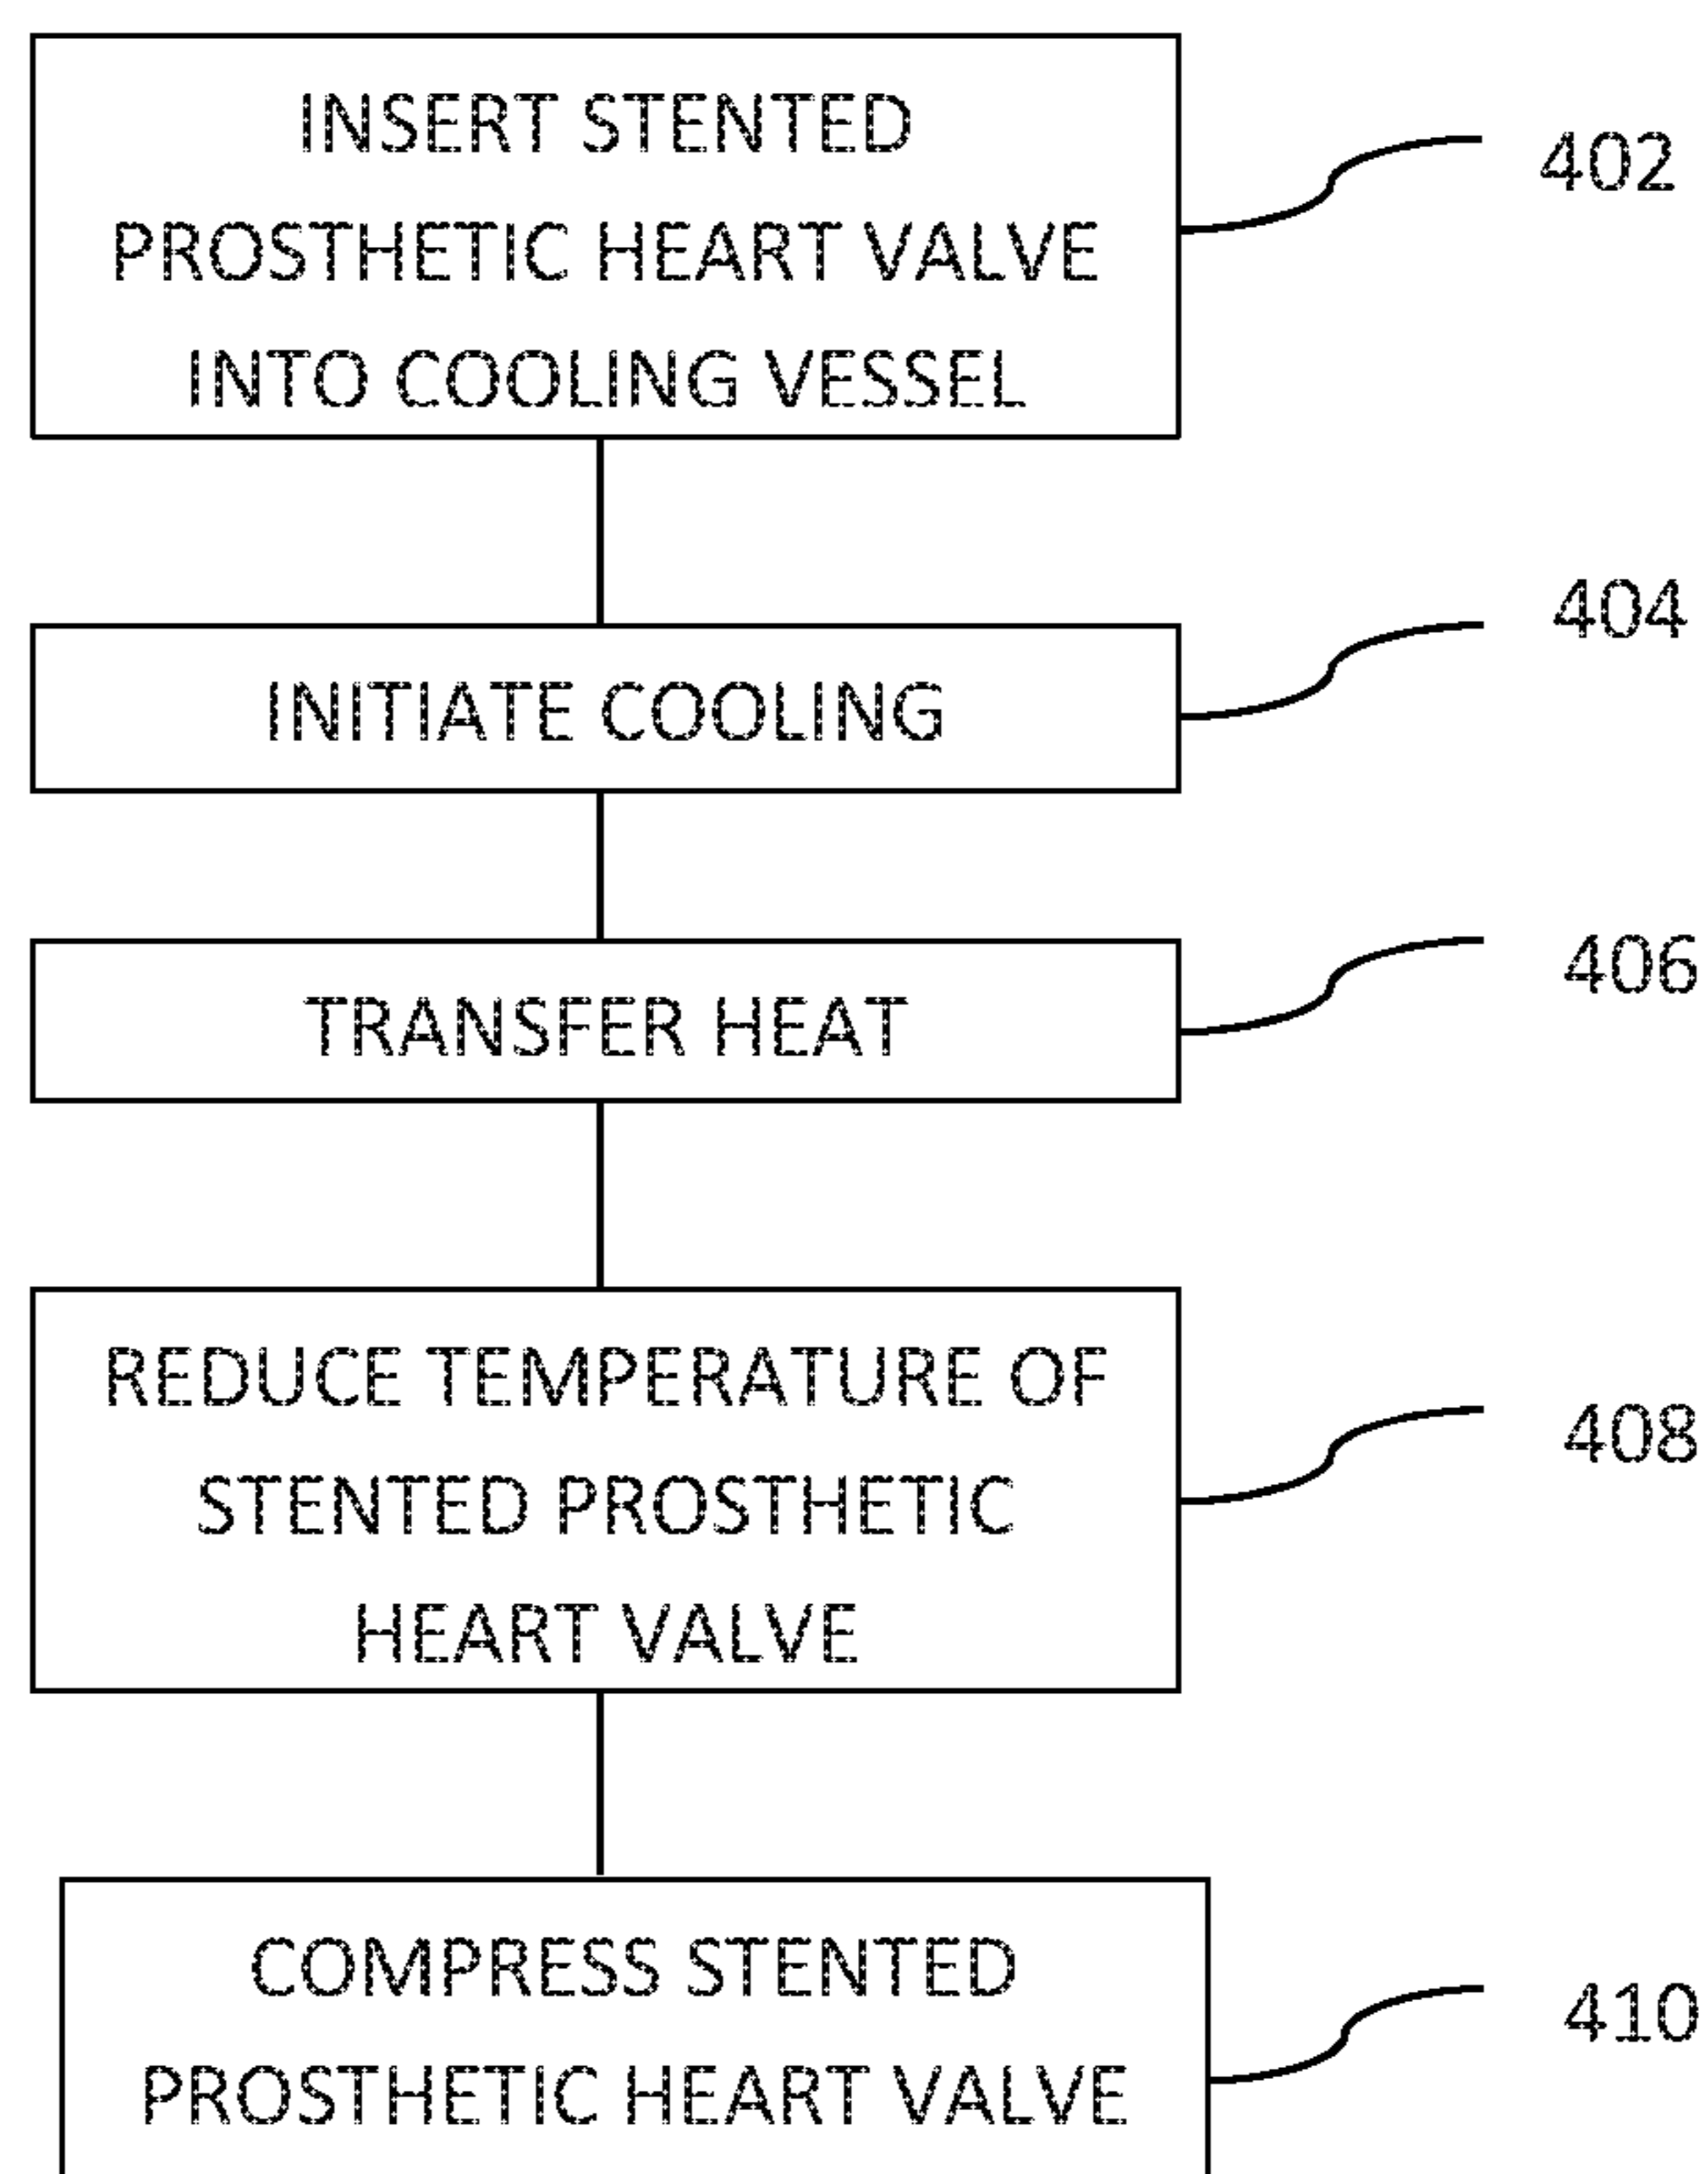 INSERT STENTED
PROSTHETIC HEART VALVE
INTO COOLING VESSEL
402
INITIATE COOLING
404
TRANSFER HEAT
406
REDUCE TEMPERATURE OF
STENTED PROSTHETIC
HEART VALVE
408
COMPRESS STENTED
PROSTHETIC HEART VALVE
410